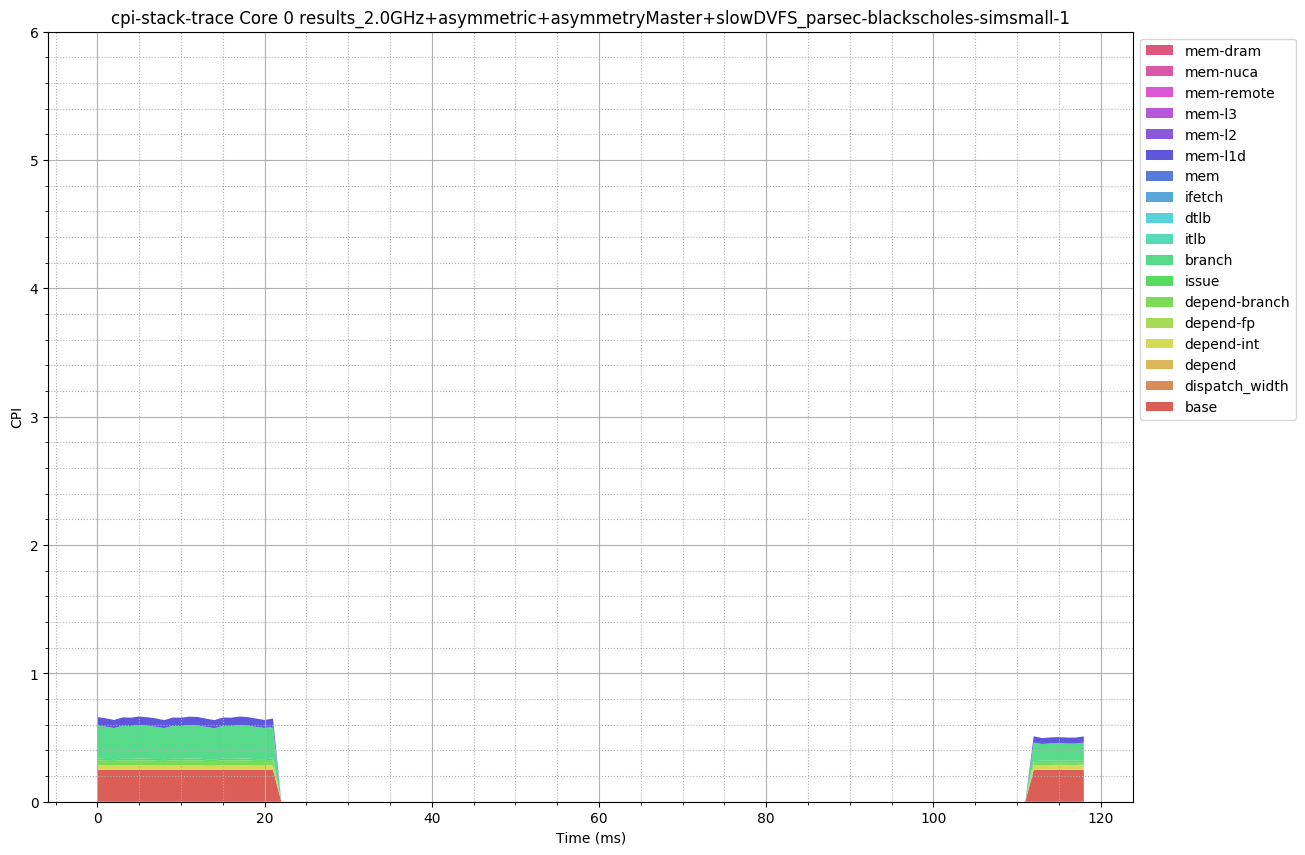 cpi-stack-trace Core 0 results_2.0GHz+asymmetric+asymmetryMaster+slowDVFS_parsec-blackscholes-simsmall-1
6
5
4
3
2
1
0
CPI
0 20 40 60 80 100 120
Time (ms)
mem-dram
mem-nuca
mem-remote
mem-l3
mem-l2
mem-l1d
mem
ifetch
dtlb
itlb
branch
issue
depend-branch
depend-fp
depend-int
depend
dispatch_width
base